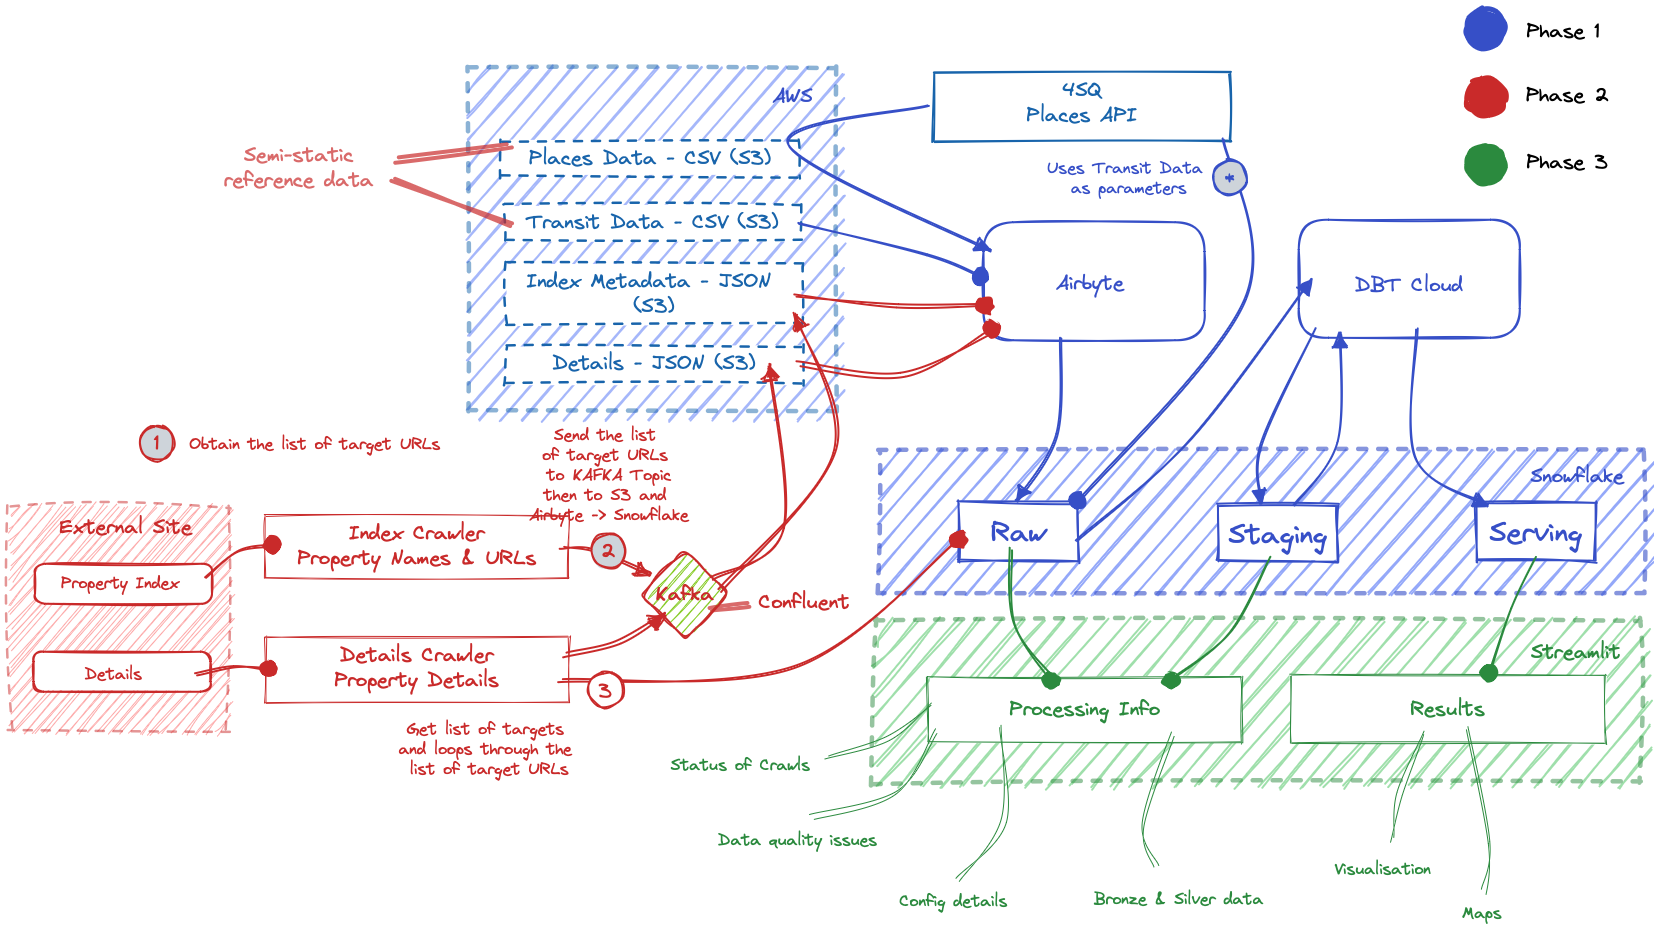 Phase 1
Phase 2
Phase 3
AWS
4SQ
Places API
Semi-static
reference data
Places Data - CSV (S3)
Transit Data - CSV (S3)
Index Metadata - JSON
(S3)
Details - JSON (S3)
Uses Transit Data
as parameters
*
Airbyte
DBT Cloud
1
Obtain the list of target URLs
Send the list
of target URLs
to KAFKA Topic
then to S3 and
Airbyte -> Snowflake
Snowflake
Raw
Staging
Serving
External Site
Property Index
Details
Index Crawler
Property Names & URLs
2
Kafka
Confluent
Details Crawler
Property Details
3
Get list of targets
and loops through the
list of target URLs
Streamlit
Processing Info
Results
Status of Crawls
Data quality issues
Config details
Bronze & Silver data
Visualisation
Maps